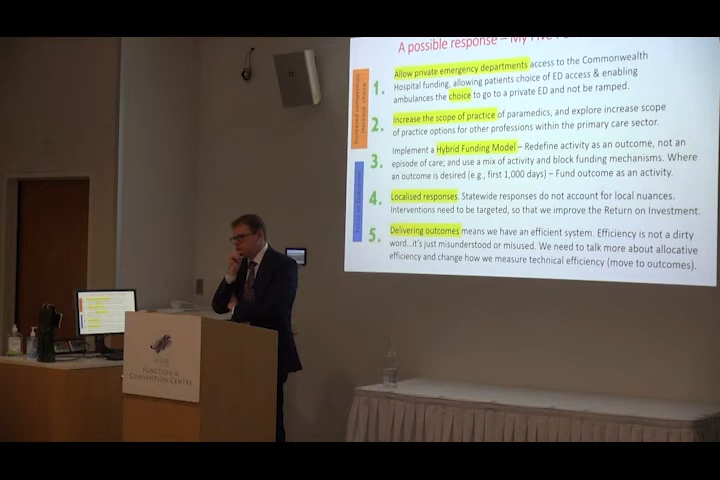 A possible response – My Five
Allow private emergency departments access to the Commonwealth
1. Hospital funding, allowing patients choice of ED access & enabling
ambulances the choice to go to a private ED and not be ramped.
Increase the scope of practice of paramedics, and explore increase scope
2. of practice options for other professions within the primary care sector.
Implement a Hybrid Funding Model – Redefine activity as an outcome, not an
3. episode of care; and use a mix of activity and block funding mechanisms. Where
an outcome is desired (e.g., first 1,000 days) – Fund outcome as an activity.
4. Localised responses. Statewide responses do not account for local nuances.
Interventions need to be targeted, so that we improve the Return on Investment.
Delivering outcomes means we have an efficient system. Efficiency is not a dirty
5. word...it's just misunderstood or misused. We need to talk more about allocative
efficiency and change how we measure technical efficiency (move to outcomes).
FUNCTION &
CONVENTION CENTRE